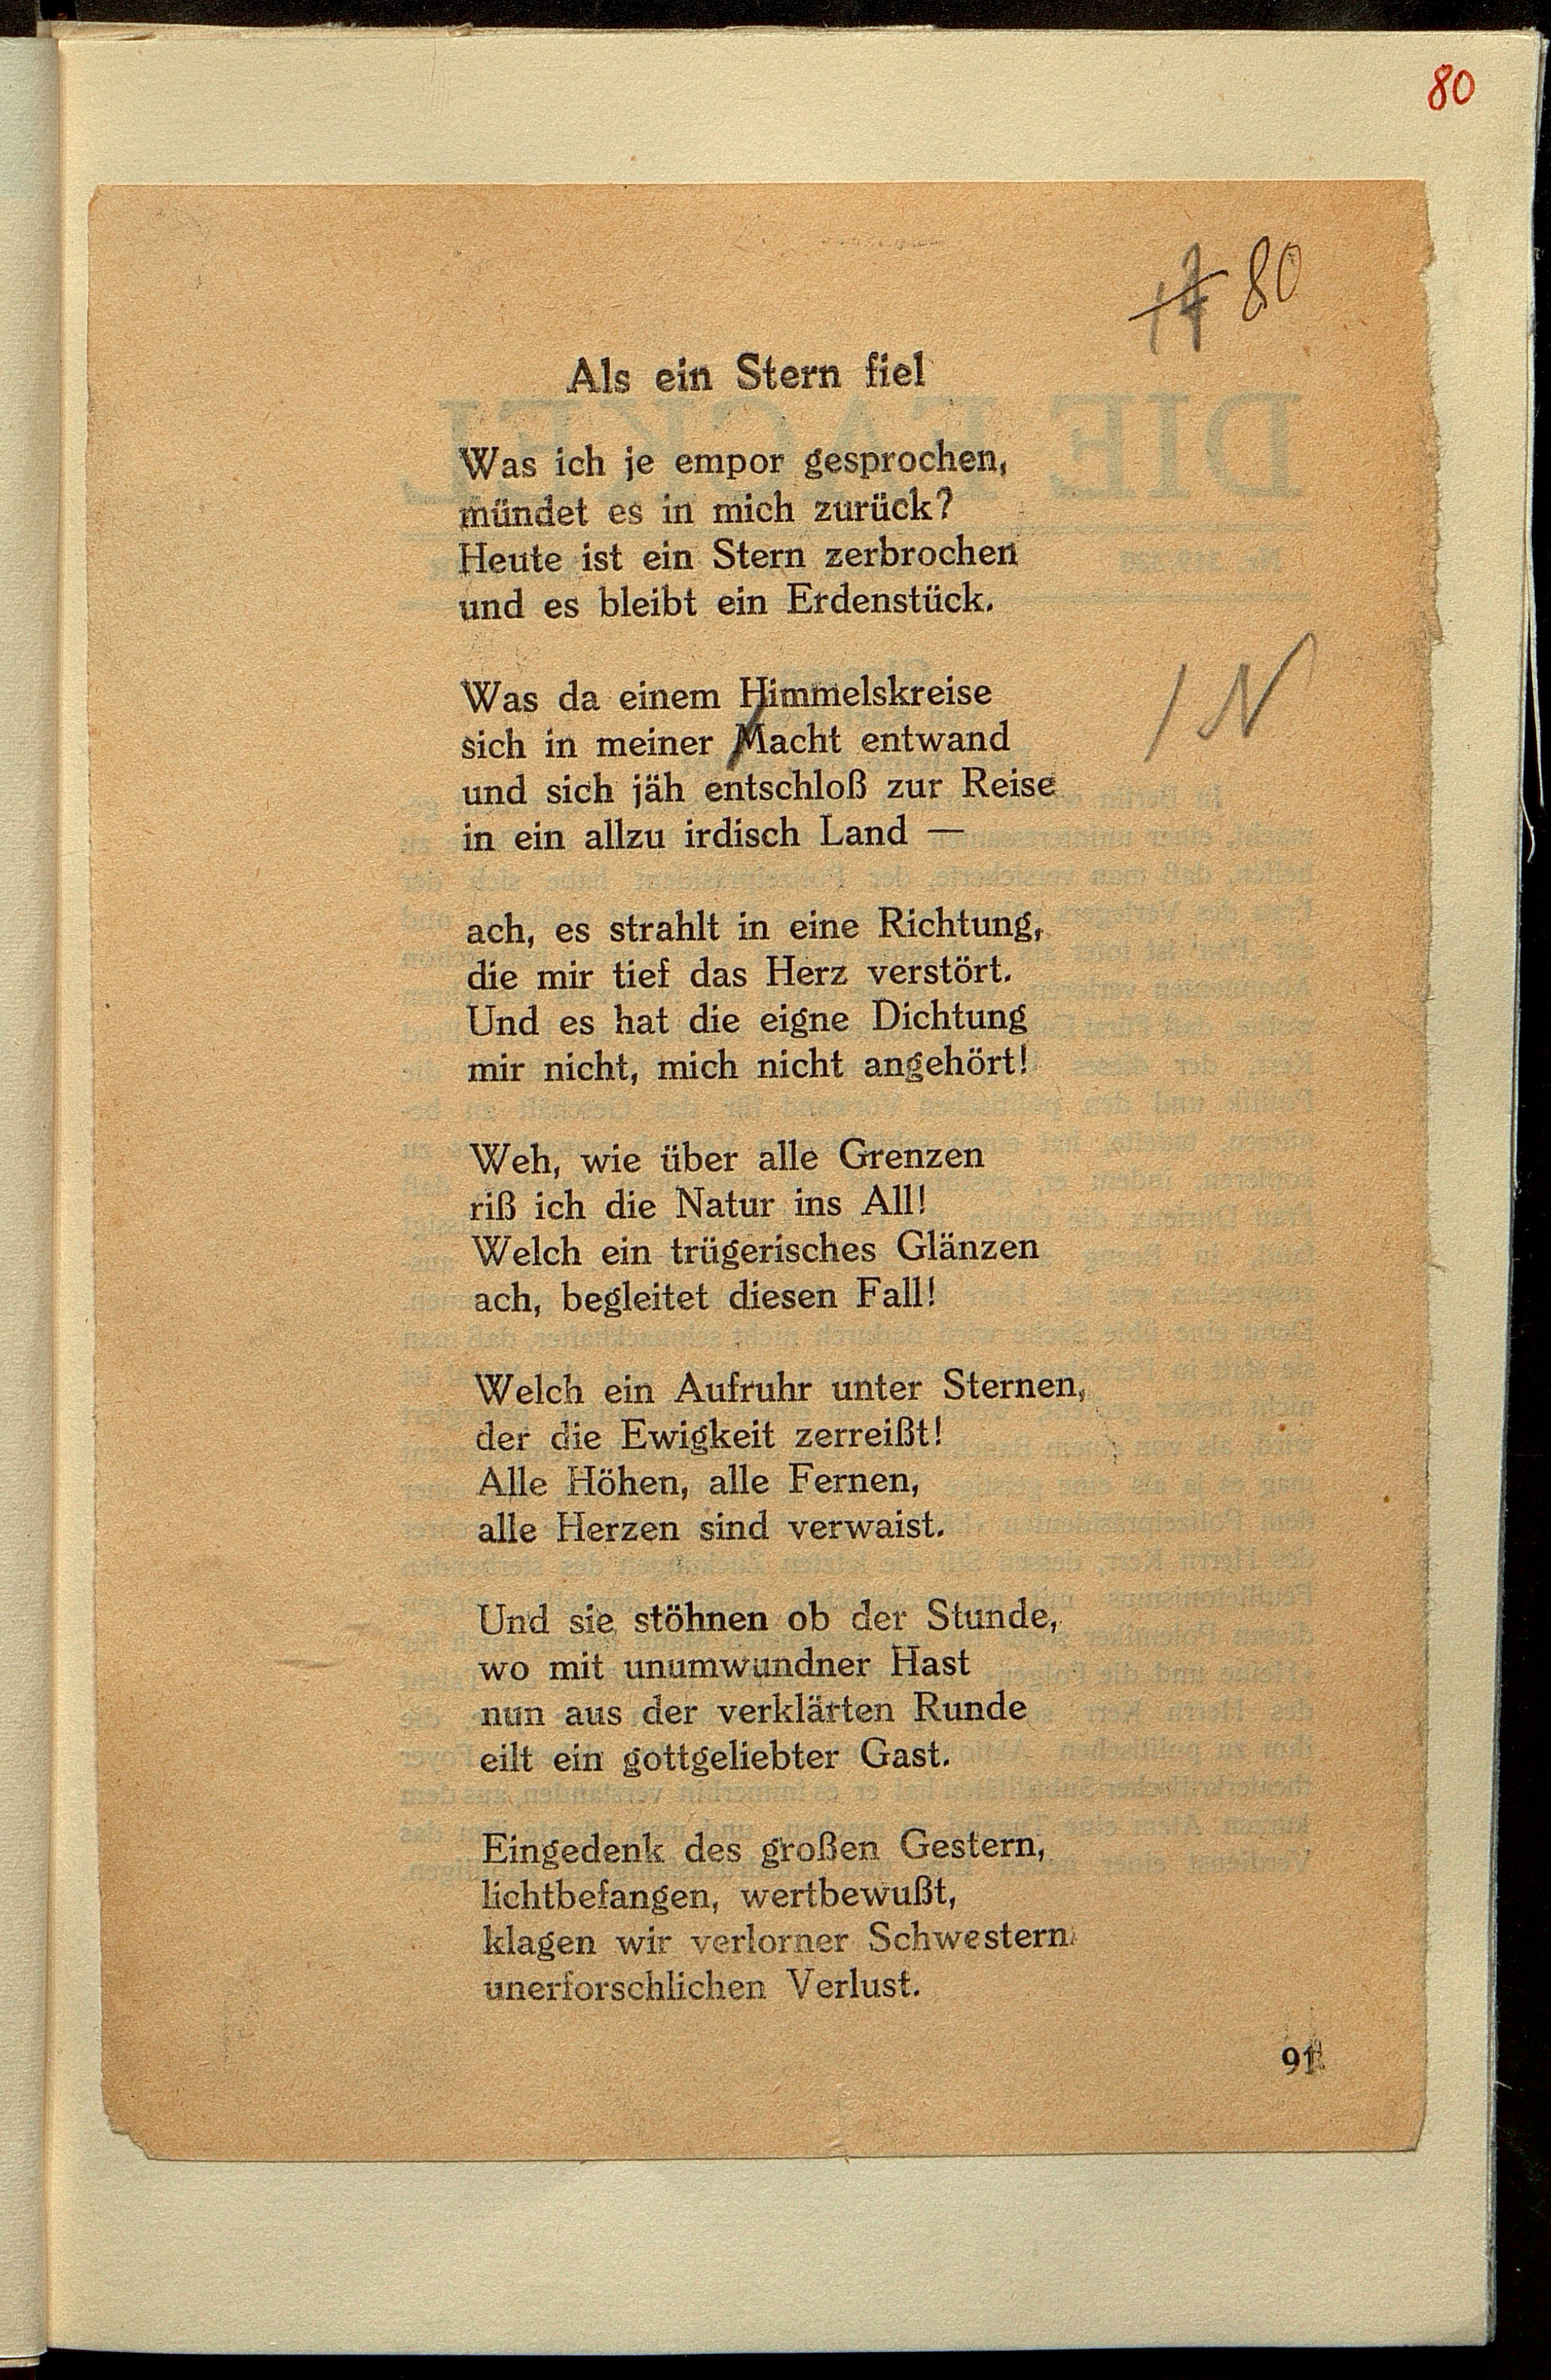 80
80
Als ein Stern fiel
Was ich je empor gesprochen,
mündet es in mich zurück?
Heute ist ein Stern zerbrochen
und es bleibt ein Erdenstück.
Was da einem Himmelskreise
sich in meiner Macht entwand
/ N
und sich jäh entschloß zur Reise
in ein allzu irdisch Land —
ach, es strahlt in eine Richtung,
die mir tief das Herz verstört.
Und es hat die eigne Dichtung
mir nicht, mich nicht angehört!
Weh, wie über alle Grenzen
riß ich die Natur ins All!
Welch ein trügerisches Glänzen
ach, begleitet diesen Fall!
Welch ein Aufruhr unter Sternen,
der die Ewigkeit zerreißt!
Alle Höhen, alle Fernen,
alle Herzen sind verwaist.
Und sie stöhnen ob der Stunde,
wo mit unumwundner Hast
nun aus der verklärten Runde
eilt ein gottgeliebter Gast.
Eingedenk des großen Gestern,
lichtbefangen, wertbewußt,
klagen wir verlorner Schwestern
unerforschlichen Verlust.
91